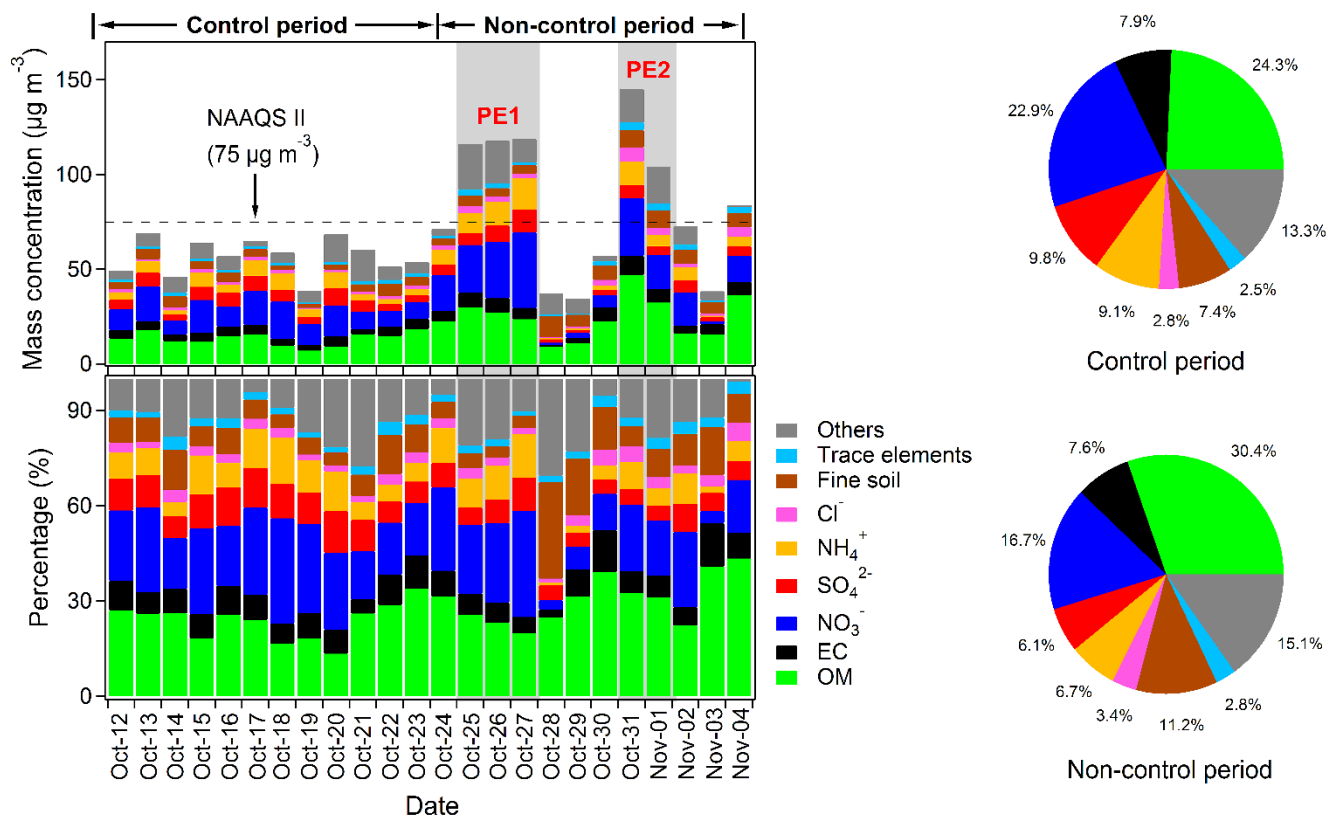 Control period
Non-control period
Mass concentration (µg m⁻³)
150
100
50
0
NAAQS II
(75 µg m⁻³)
PE1
PE2
Percentage (%)
90
60
30
0
Oct-12
Oct-13
Oct-14
Oct-15
Oct-16
Oct-17
Oct-18
Oct-19
Oct-20
Oct-21
Oct-22
Oct-23
Oct-24
Oct-25
Oct-26
Oct-27
Oct-28
Oct-29
Oct-30
Oct-31
Nov-01
Nov-02
Nov-03
Nov-04
Date
Others
Trace elements
Fine soil
Cl⁻
NH₄⁺
SO₄²⁻
NO₃⁻
EC
OM
7.9%
24.3%
22.9%
13.3%
9.8%
2.5%
9.1%
7.4%
2.8%
Control period
7.6%
30.4%
16.7%
15.1%
6.1%
6.7%
2.8%
3.4%
11.2%
Non-control period